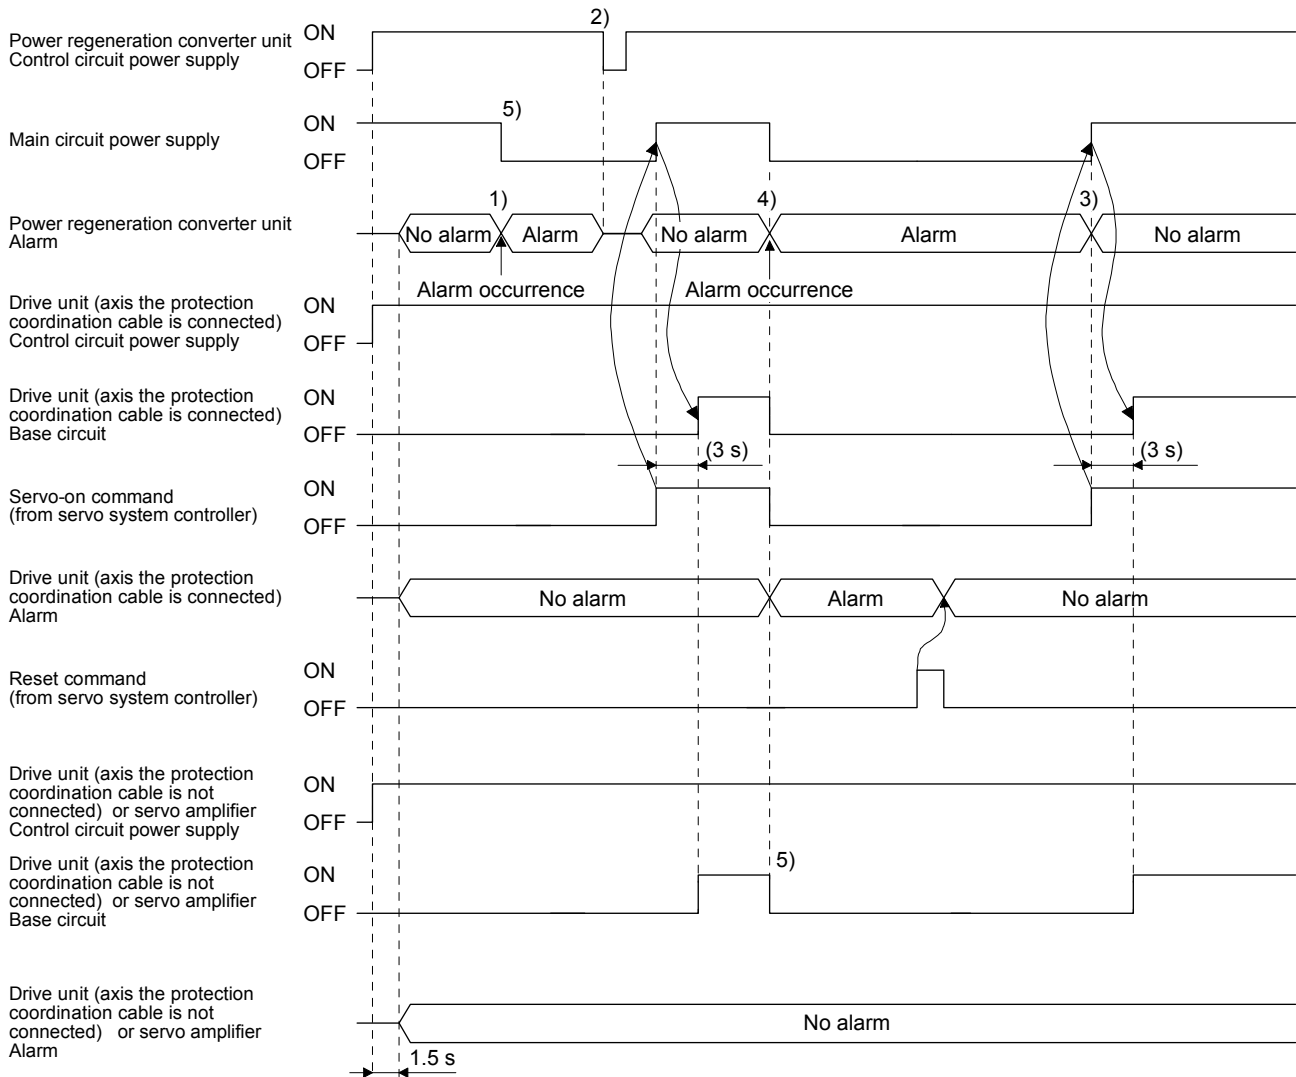 2)
Power regeneration converter unit
Control circuit power supply
ON
OFF
5)
Main circuit power supply
ON
OFF
1)
4)
3)
Power regeneration converter unit
Alarm
No alarm
Alarm
No alarm
Alarm
No alarm
Alarm occurrence
Alarm occurrence
Drive unit (axis the protection
coordination cable is connected)
Control circuit power supply
ON
OFF
Drive unit (axis the protection
coordination cable is connected)
Base circuit
ON
OFF
(3 s)
(3 s)
Servo-on command
(from servo system controller)
ON
OFF
Drive unit (axis the protection
coordination cable is connected)
Alarm
No alarm
Alarm
No alarm
Reset command
(from servo system controller)
ON
OFF
Drive unit (axis the protection
coordination cable is not
connected) or servo amplifier
Control circuit power supply
ON
OFF
5)
Drive unit (axis the protection
coordination cable is not
connected) or servo amplifier
Base circuit
ON
OFF
Drive unit (axis the protection
coordination cable is not
connected) or servo amplifier
Alarm
No alarm
1.5 s